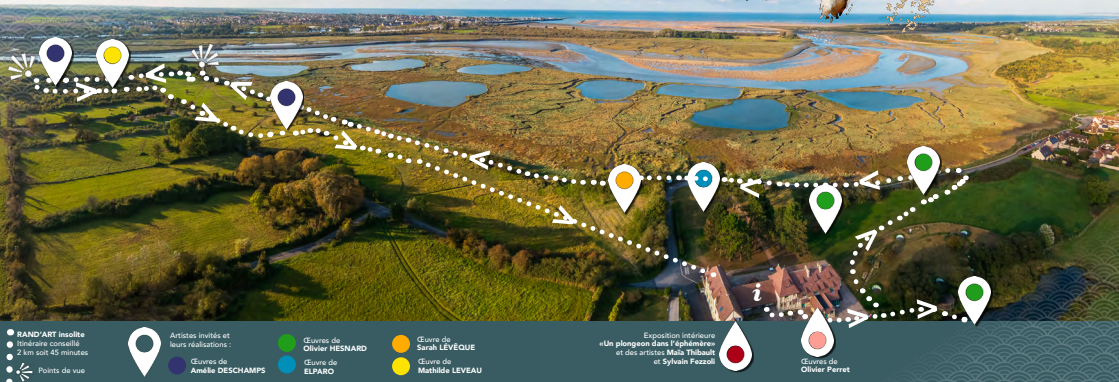 i
RAND'ART insolite
Itinéraire conseillé
2 km soit 45 minutes
Points de vue
Artistes invités et
leurs réalisations :
Œuvres de
Amélie DESCHAMPS
Œuvres de
Olivier HESNARD
Œuvre de
ELPARO
Œuvre de
Sarah LÉVÊQUE
Œuvre de
Mathilde LEVEAU
Exposition intérieure
«Un plongeon dans l'éphémère»
et des artistes Maïa Thibault
et Sylvain Fezzoli
Œuvres de
Olivier Perret